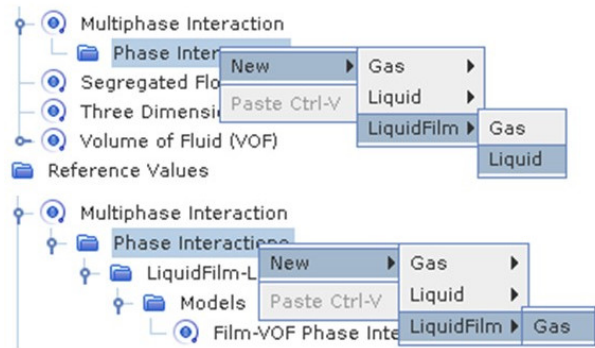 Multiphase Interaction
Phase Inter
New
Gas
Segregated Flo
Paste Ctrl-V
Liquid
Three Dimensi
LiquidFilm
Gas
Volume of Fluid (VOF)
Liquid
Reference Values
Multiphase Interaction
Phase Interactions
New
Gas
LiquidFilm-L
Models
Paste Ctrl-V
Liquid
Film-VOF Phase Inte
LiquidFilm
Gas